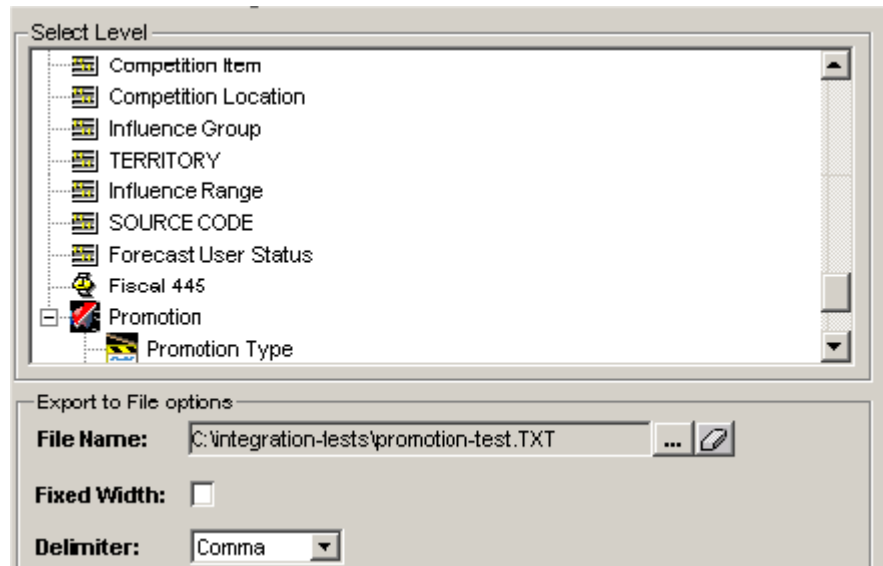 Select Level
Competition Item
Competition Location
Influence Group
TERRITORY
Influence Range
SOURCE CODE
Forecast User Status
Fiscal 445
Promotion
Promotion Type
Export to File options
File Name: C:\integration-tests\promotion-test.TXT ...
Fixed Width:
Delimiter: Comma